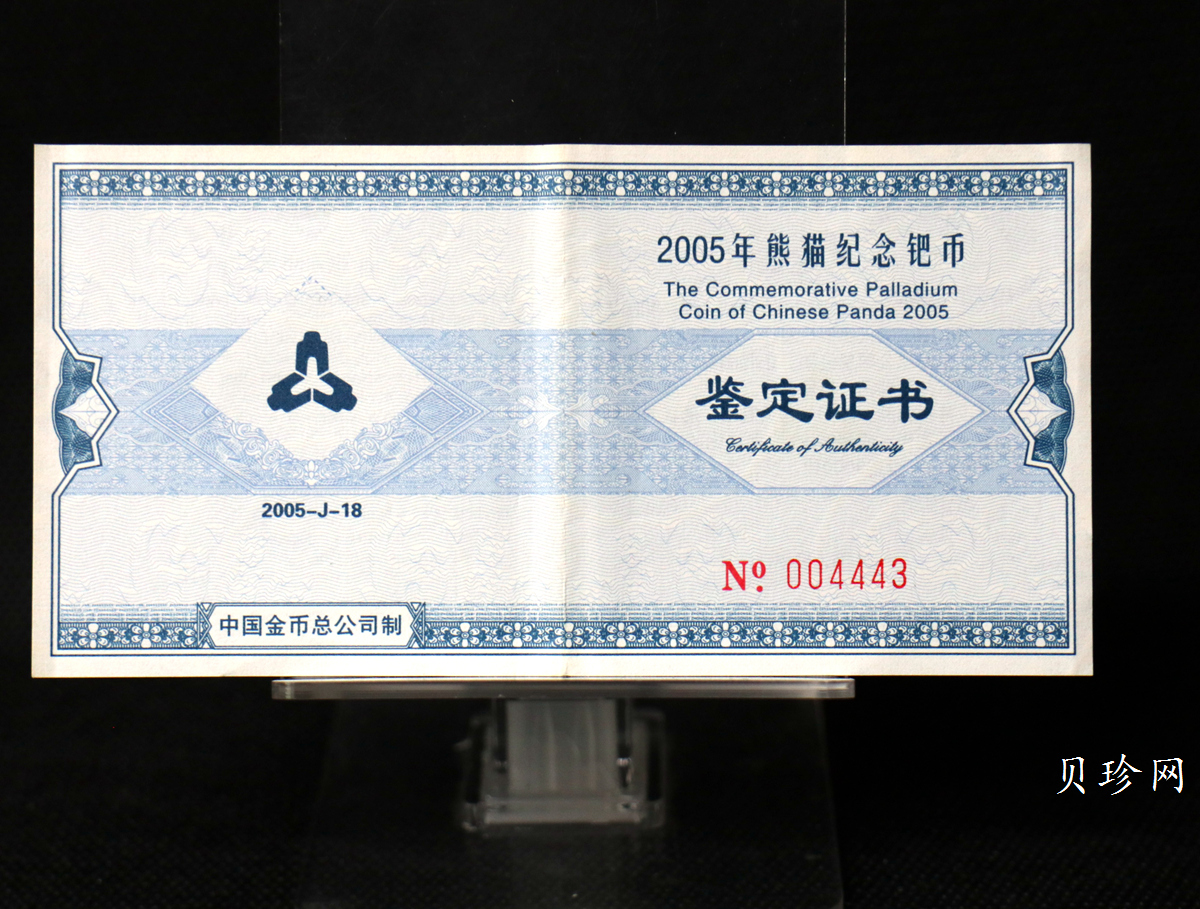 2005年熊猫纪念钯币
The Commemorative Palladium
Coin of Chinese Panda 2005
鉴定证书
Certificate of Authenticity
2005-J-18
№ 004443
中国金币总公司制
贝珍网